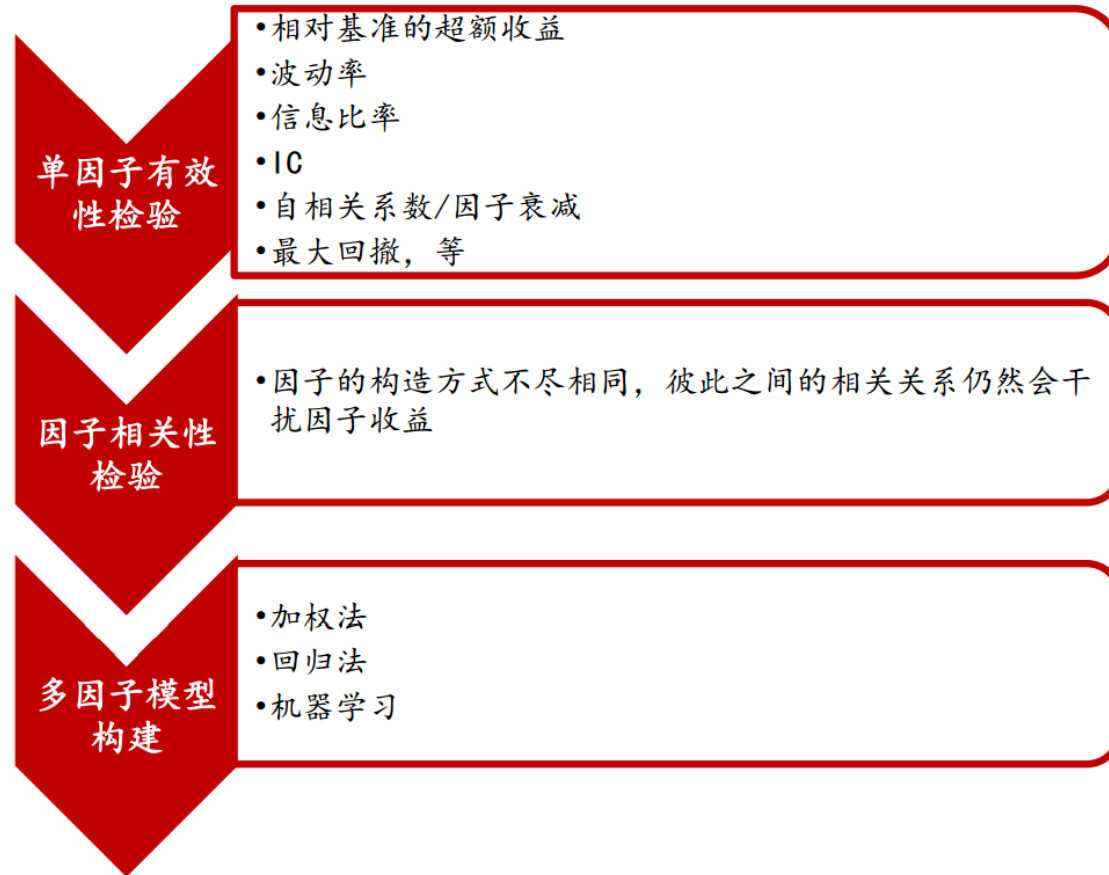 单因子有效
性检验
•相对基准的超额收益
•波动率
•信息比率
•IC
•自相关系数/因子衰减
•最大回撤，等
因子相关性
检验
•因子的构造方式不尽相同，彼此之间的相关关系仍然会干
扰因子收益
多因子模型
构建
•加权法
•回归法
•机器学习